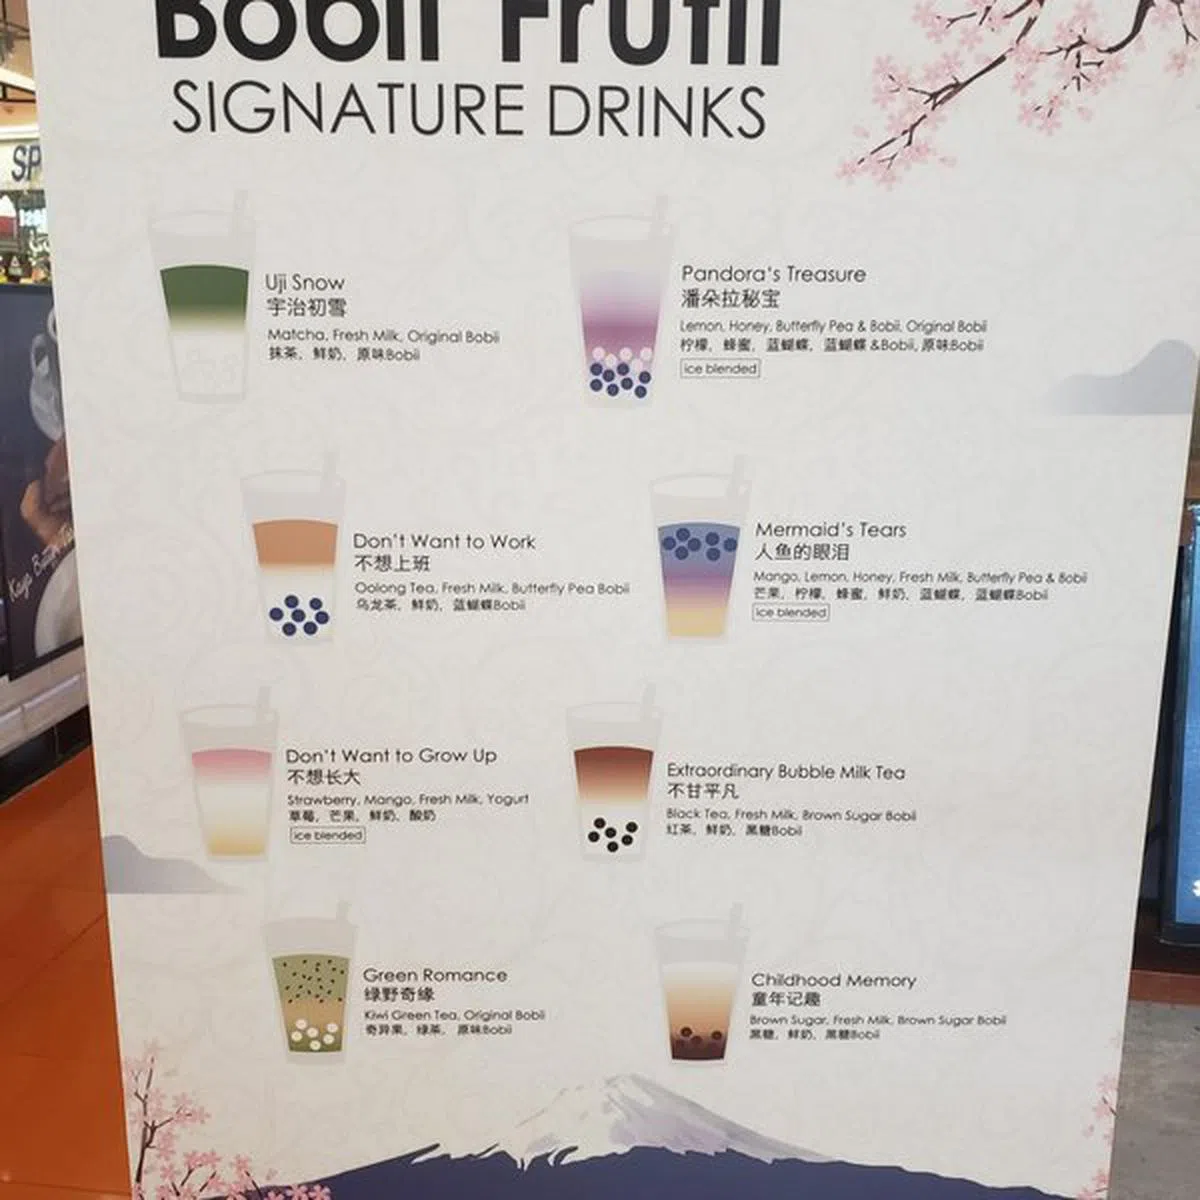 Bobii Frutii
SIGNATURE DRINKS
SP
Uji Snow
宇治初雪
Matcha, Fresh Milk, Original Bobii
抹茶, 鲜奶, 原味Bobii
Pandora's Treasure
潘朵拉秘宝
Lemon, Honey, Butterfly Pea & Bobii, Original Bobii
柠檬, 蜂蜜, 蓝蝴蝶, 蓝蝴蝶 &Bobii, 原味Bobii
ice blended
Don't Want to Work
不想上班
Oolong Tea, Fresh Milk, Butterfly Pea Bobii
乌龙茶, 鲜奶, 蓝蝴蝶Bobii
Mermaid's Tears
人鱼的眼泪
Mango, Lemon, Honey, Fresh Milk, Butterfly Pea & Bobii
芒果, 柠檬, 蜂蜜, 鲜奶, 蓝蝴蝶, 蓝蝴蝶Bobii
ice blended
Don't Want to Grow Up
不想长大
Strawberry, Mango, Fresh Milk, Yogurt
草莓, 芒果, 鲜奶, 酸奶
ice blended
Extraordinary Bubble Milk Tea
不甘平凡
Black Tea, Fresh Milk, Brown Sugar Bobii
红茶, 鲜奶, 黑糖Bobii
Green Romance
绿野奇缘
Kiwi Green Tea, Original Bobii
奇异果, 绿茶, 原味Bobii
Childhood Memory
童年记趣
Brown Sugar, Fresh Milk, Brown Sugar Bobii
黑糖, 鲜奶, 黑糖Bobii